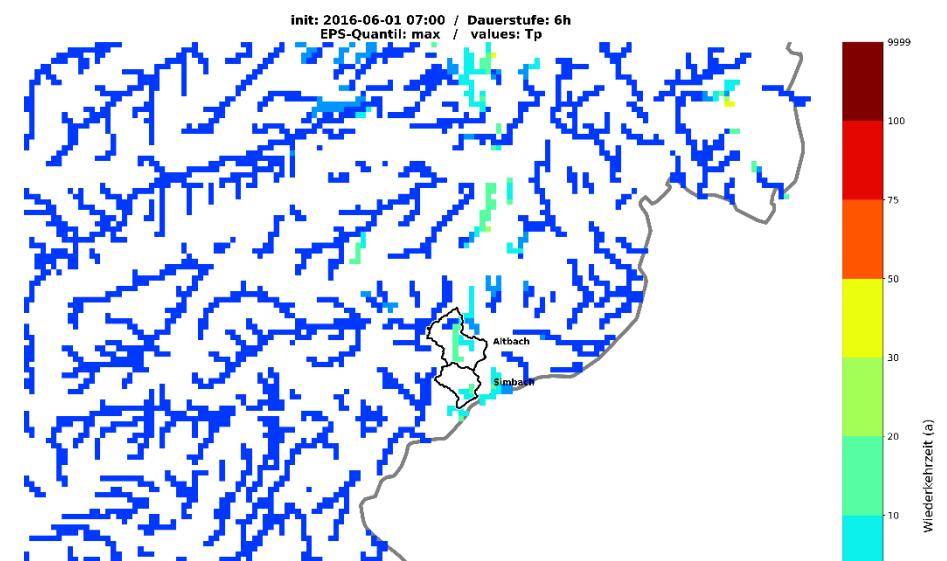 init: 2016-06-01 07:00 / Dauerstufe: 6h
EPS-Quantil: max / values: Tp
9999
100
75
50
30
20
10
Wiederkehrzeit (a)
Altbach
Simbach